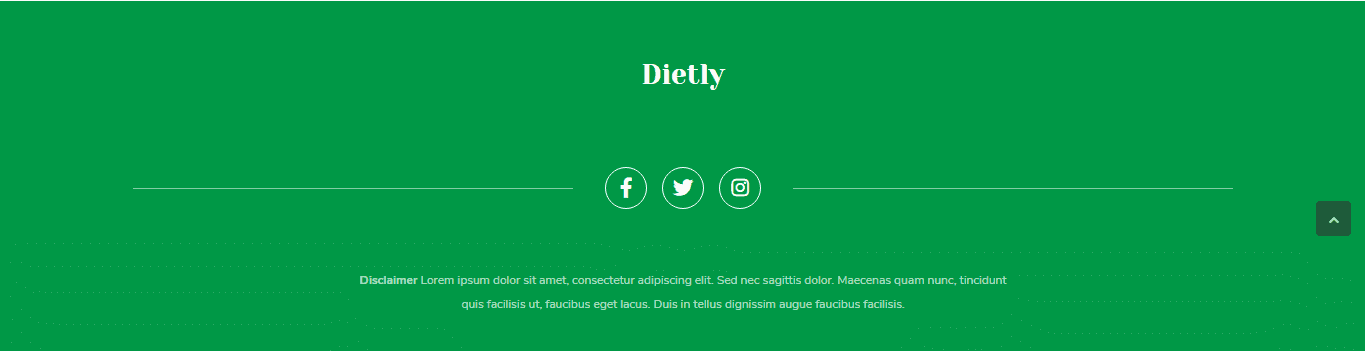 Dietly
Disclaimer Lorem ipsum dolor sit amet, consectetur adipiscing elit. Sed nec sagittis dolor. Maecenas quam nunc, tincidunt
quis facilisis ut, faucibus eget lacus. Duis in tellus dignissim augue faucibus facilisis.